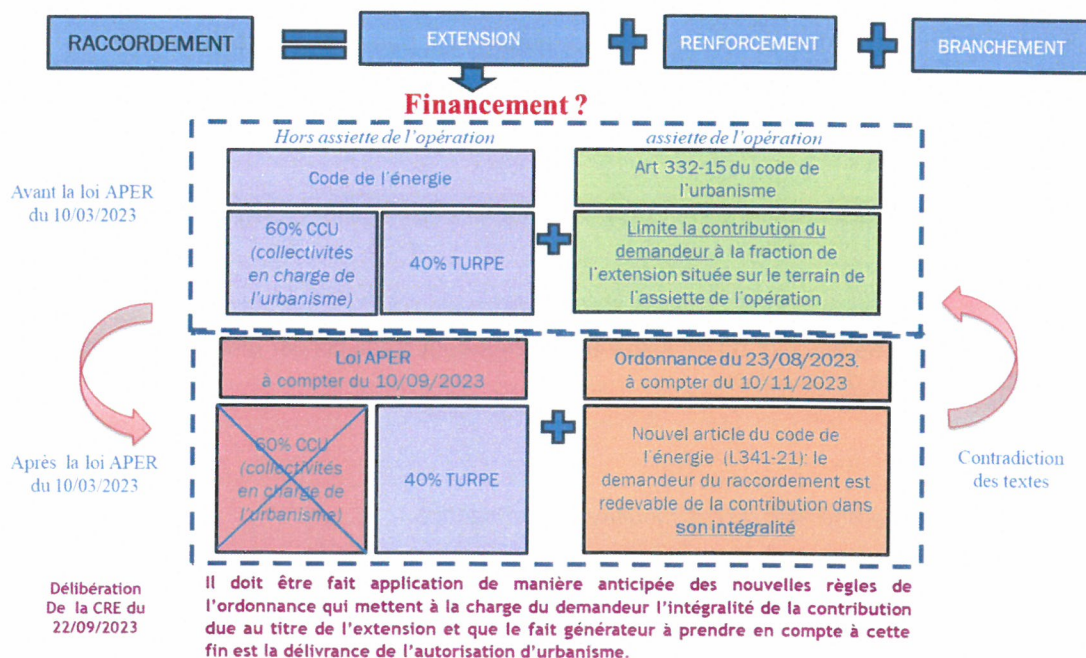 RACCORDEMENT
EXTENSION
RENFORCEMENT
BRANCHEMENT
Financement ?
Hors assiette de l'opération
assiette de l'opération
Avant la loi APER
du 10/03/2023
Code de l'énergie
Art 332-15 du code de
l'urbanisme
60% CCU
(collectivités
en charge de
l'urbanisme)
40% TURPE
Limite la contribution du
demandeur à la fraction de
l'extension située sur le terrain de
l'assiette de l'opération
Loi APER
à compter du 10/09/2023
Ordonnance du 23/08/2023,
à compter du 10/11/2023
Après la loi APER
du 10/03/2023
60% CCU
(collectivités
en charge de
l'urbanisme)
40% TURPE
Nouvel article du code de
l'énergie (L341-21): le
demandeur du raccordement est
redevable de la contribution dans
son intégralité
Contradiction
des textes
Délibération
De la CRE du
22/09/2023
Il doit être fait application de manière anticipée des nouvelles règles de
l'ordonnance qui mettent à la charge du demandeur l'intégralité de la contribution
due au titre de l'extension et que le fait générateur à prendre en compte à cette
fin est la délivrance de l'autorisation d'urbanisme.